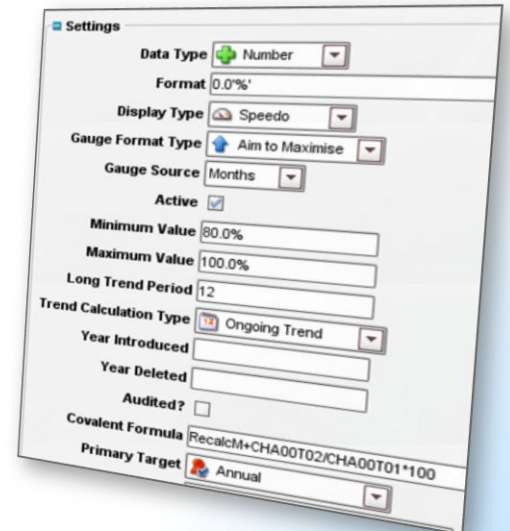 Settings
Data Type Number
Format 0.0'%'
Display Type Speedo
Gauge Format Type Aim to Maximise
Gauge Source Months
Active
Minimum Value 80.0%
Maximum Value 100.0%
Long Trend Period 12
Trend Calculation Type 12 Ongoing Trend
Year Introduced
Year Deleted
Audited?
Covalent Formula RecalcM+CHA00T02/CHA00T01*100
Primary Target Annual